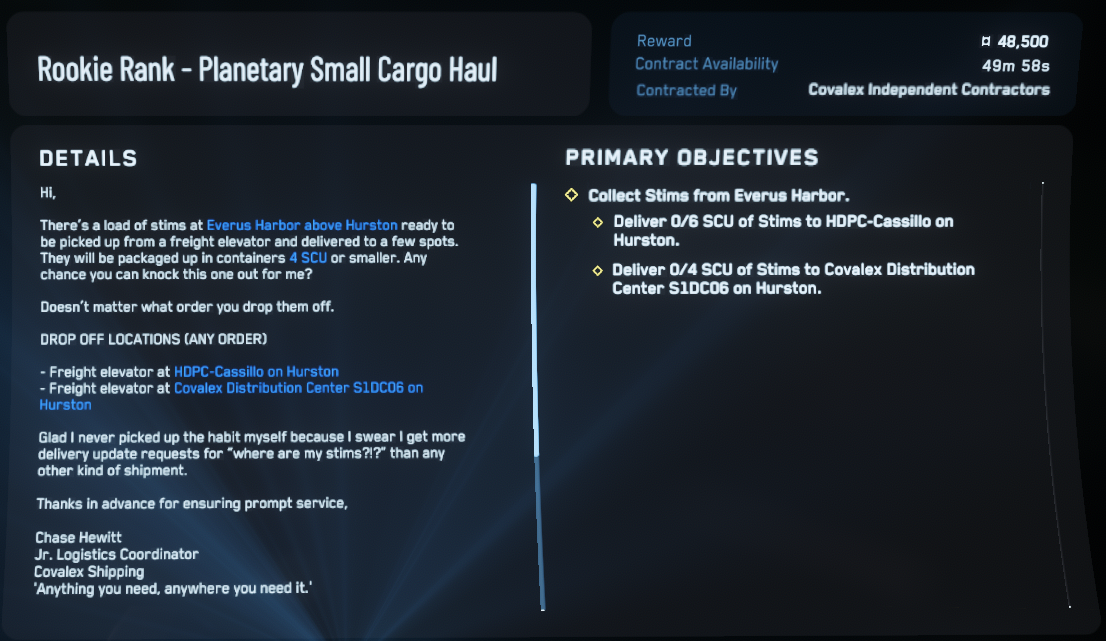 Rookie Rank - Planetary Small Cargo Haul
Reward ¤ 48,500
Contract Availability 49m 58s
Contracted By Covalex Independent Contractors
DETAILS
Hi,
There's a load of stims at Everus Harbor above Hurston ready to
be picked up from a freight elevator and delivered to a few spots.
They will be packaged up in containers 4 SCU or smaller. Any
chance you can knock this one out for me?
Doesn't matter what order you drop them off.
DROP OFF LOCATIONS (ANY ORDER)
- Freight elevator at HDPC-Cassillo on Hurston
- Freight elevator at Covalex Distribution Center S1DC06 on
Hurston
Glad I never picked up the habit myself because I swear I get more
delivery update requests for "where are my stims?!?" than any
other kind of shipment.
Thanks in advance for ensuring prompt service,
Chase Hewitt
Jr. Logistics Coordinator
Covalex Shipping
'Anything you need, anywhere you need it.'
PRIMARY OBJECTIVES
Collect Stims from Everus Harbor.
Deliver 0/6 SCU of Stims to HDPC-Cassillo on
Hurston.
Deliver 0/4 SCU of Stims to Covalex Distribution
Center S1DC06 on Hurston.